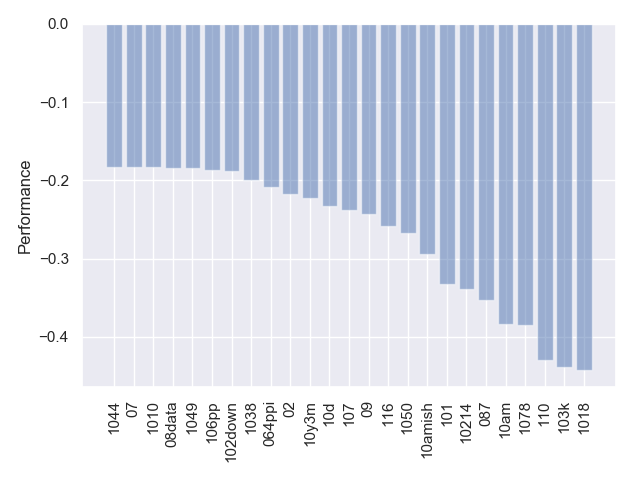 0.0
−0.1
−0.2
−0.3
−0.4
Performance
1044
07
1010
08data
1049
106pp
102down
1038
064ppi
02
10y3m
10d
107
09
116
1050
10amish
101
10214
087
10am
1078
110
103k
1018